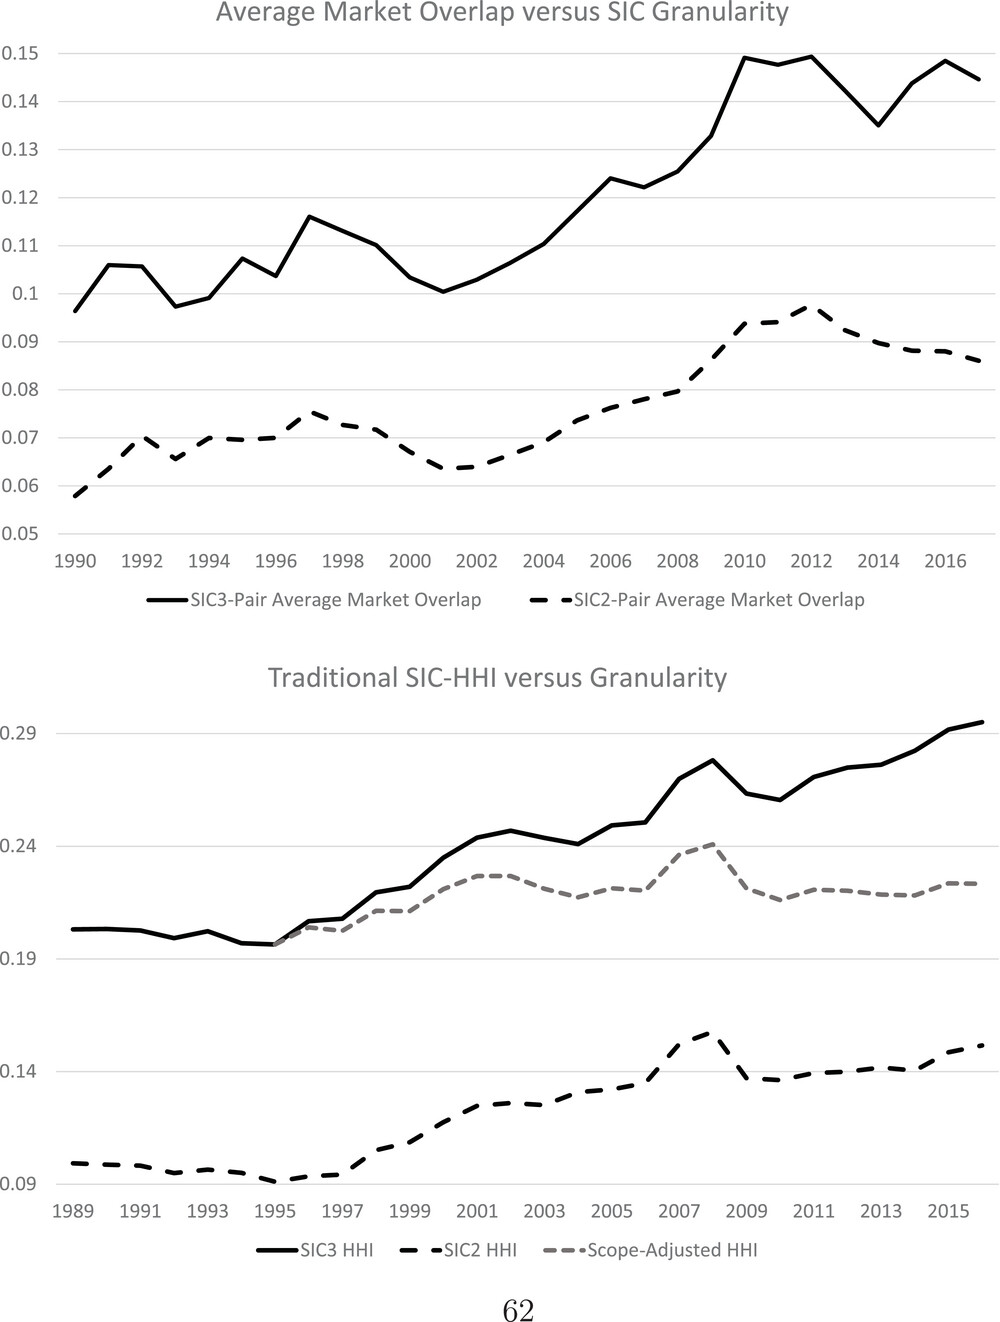 Average Market Overlap versus SIC Granularity
0.15
0.14
0.13
0.12
0.11
0.1
0.09
0.08
0.07
0.06
0.05
1990 1992 1994 1996 1998 2000 2002 2004 2006 2008 2010 2012 2014 2016
SIC3-Pair Average Market Overlap SIC2-Pair Average Market Overlap
Traditional SIC-HHI versus Granularity
0.29
0.24
0.19
0.14
0.09
1989 1991 1993 1995 1997 1999 2001 2003 2005 2007 2009 2011 2013 2015
SIC3 HHI SIC2 HHI Scope-Adjusted HHI
62